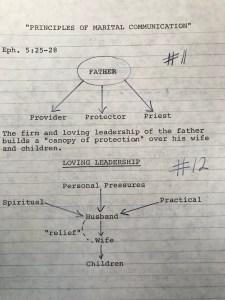 "PRINCIPLES OF MARITAL COMMUNICATION"
Eph. 5:25-28
#11
FATHER
Provider Protector Priest
The firm and loving leadership of the father
builds a "canopy of protection" over his wife
and children.
LOVING LEADERSHIP
#12
Personal Pressures
Spiritual Practical
Husband
"relief"
Wife
Children